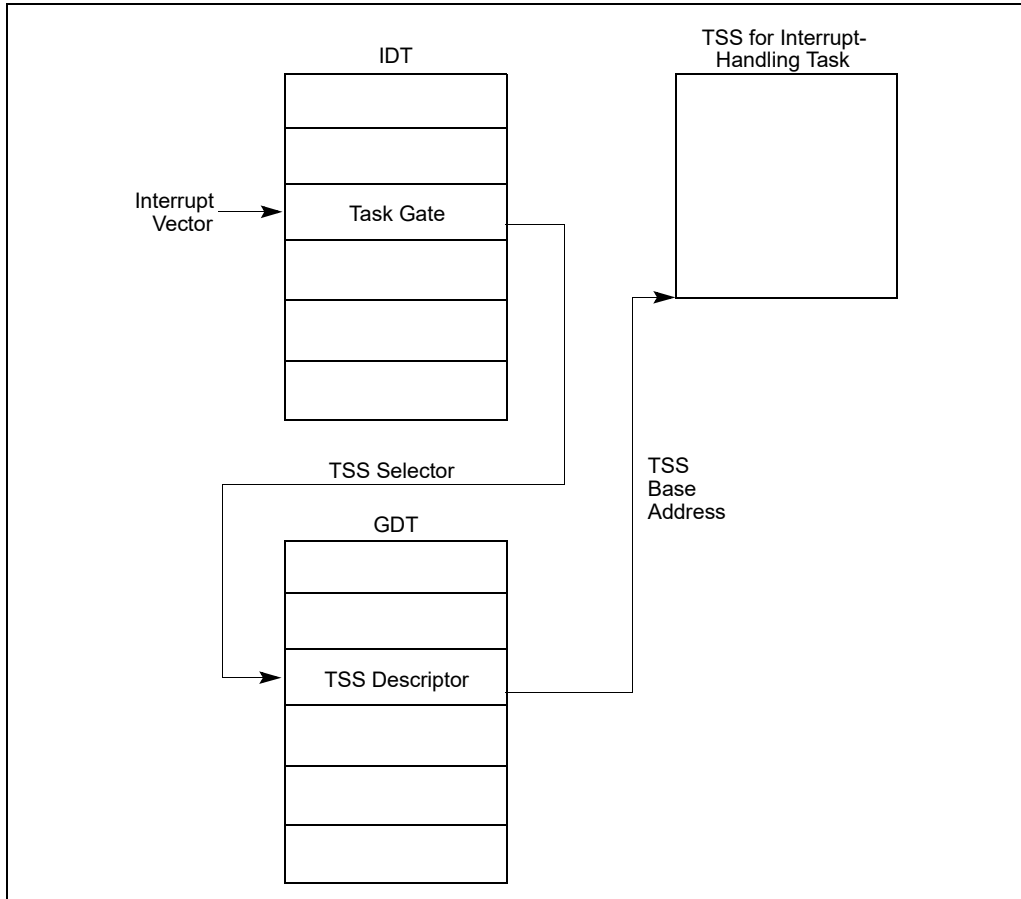 IDT
TSS for Interrupt-
Handling Task
Interrupt
Vector
Task Gate
TSS Selector
TSS
Base
Address
GDT
TSS Descriptor